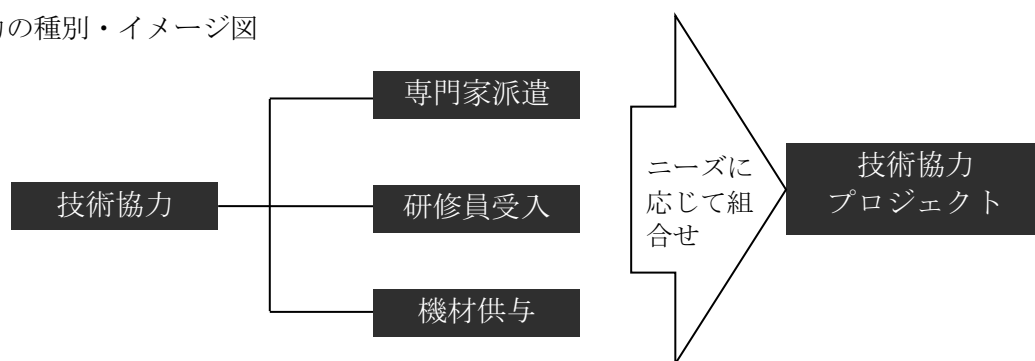 の種別・イメージ図
専門家派遣
技術協力
研修員受入
機材供与
ニーズに
応じて組
合せ
技術協力
プロジェクト